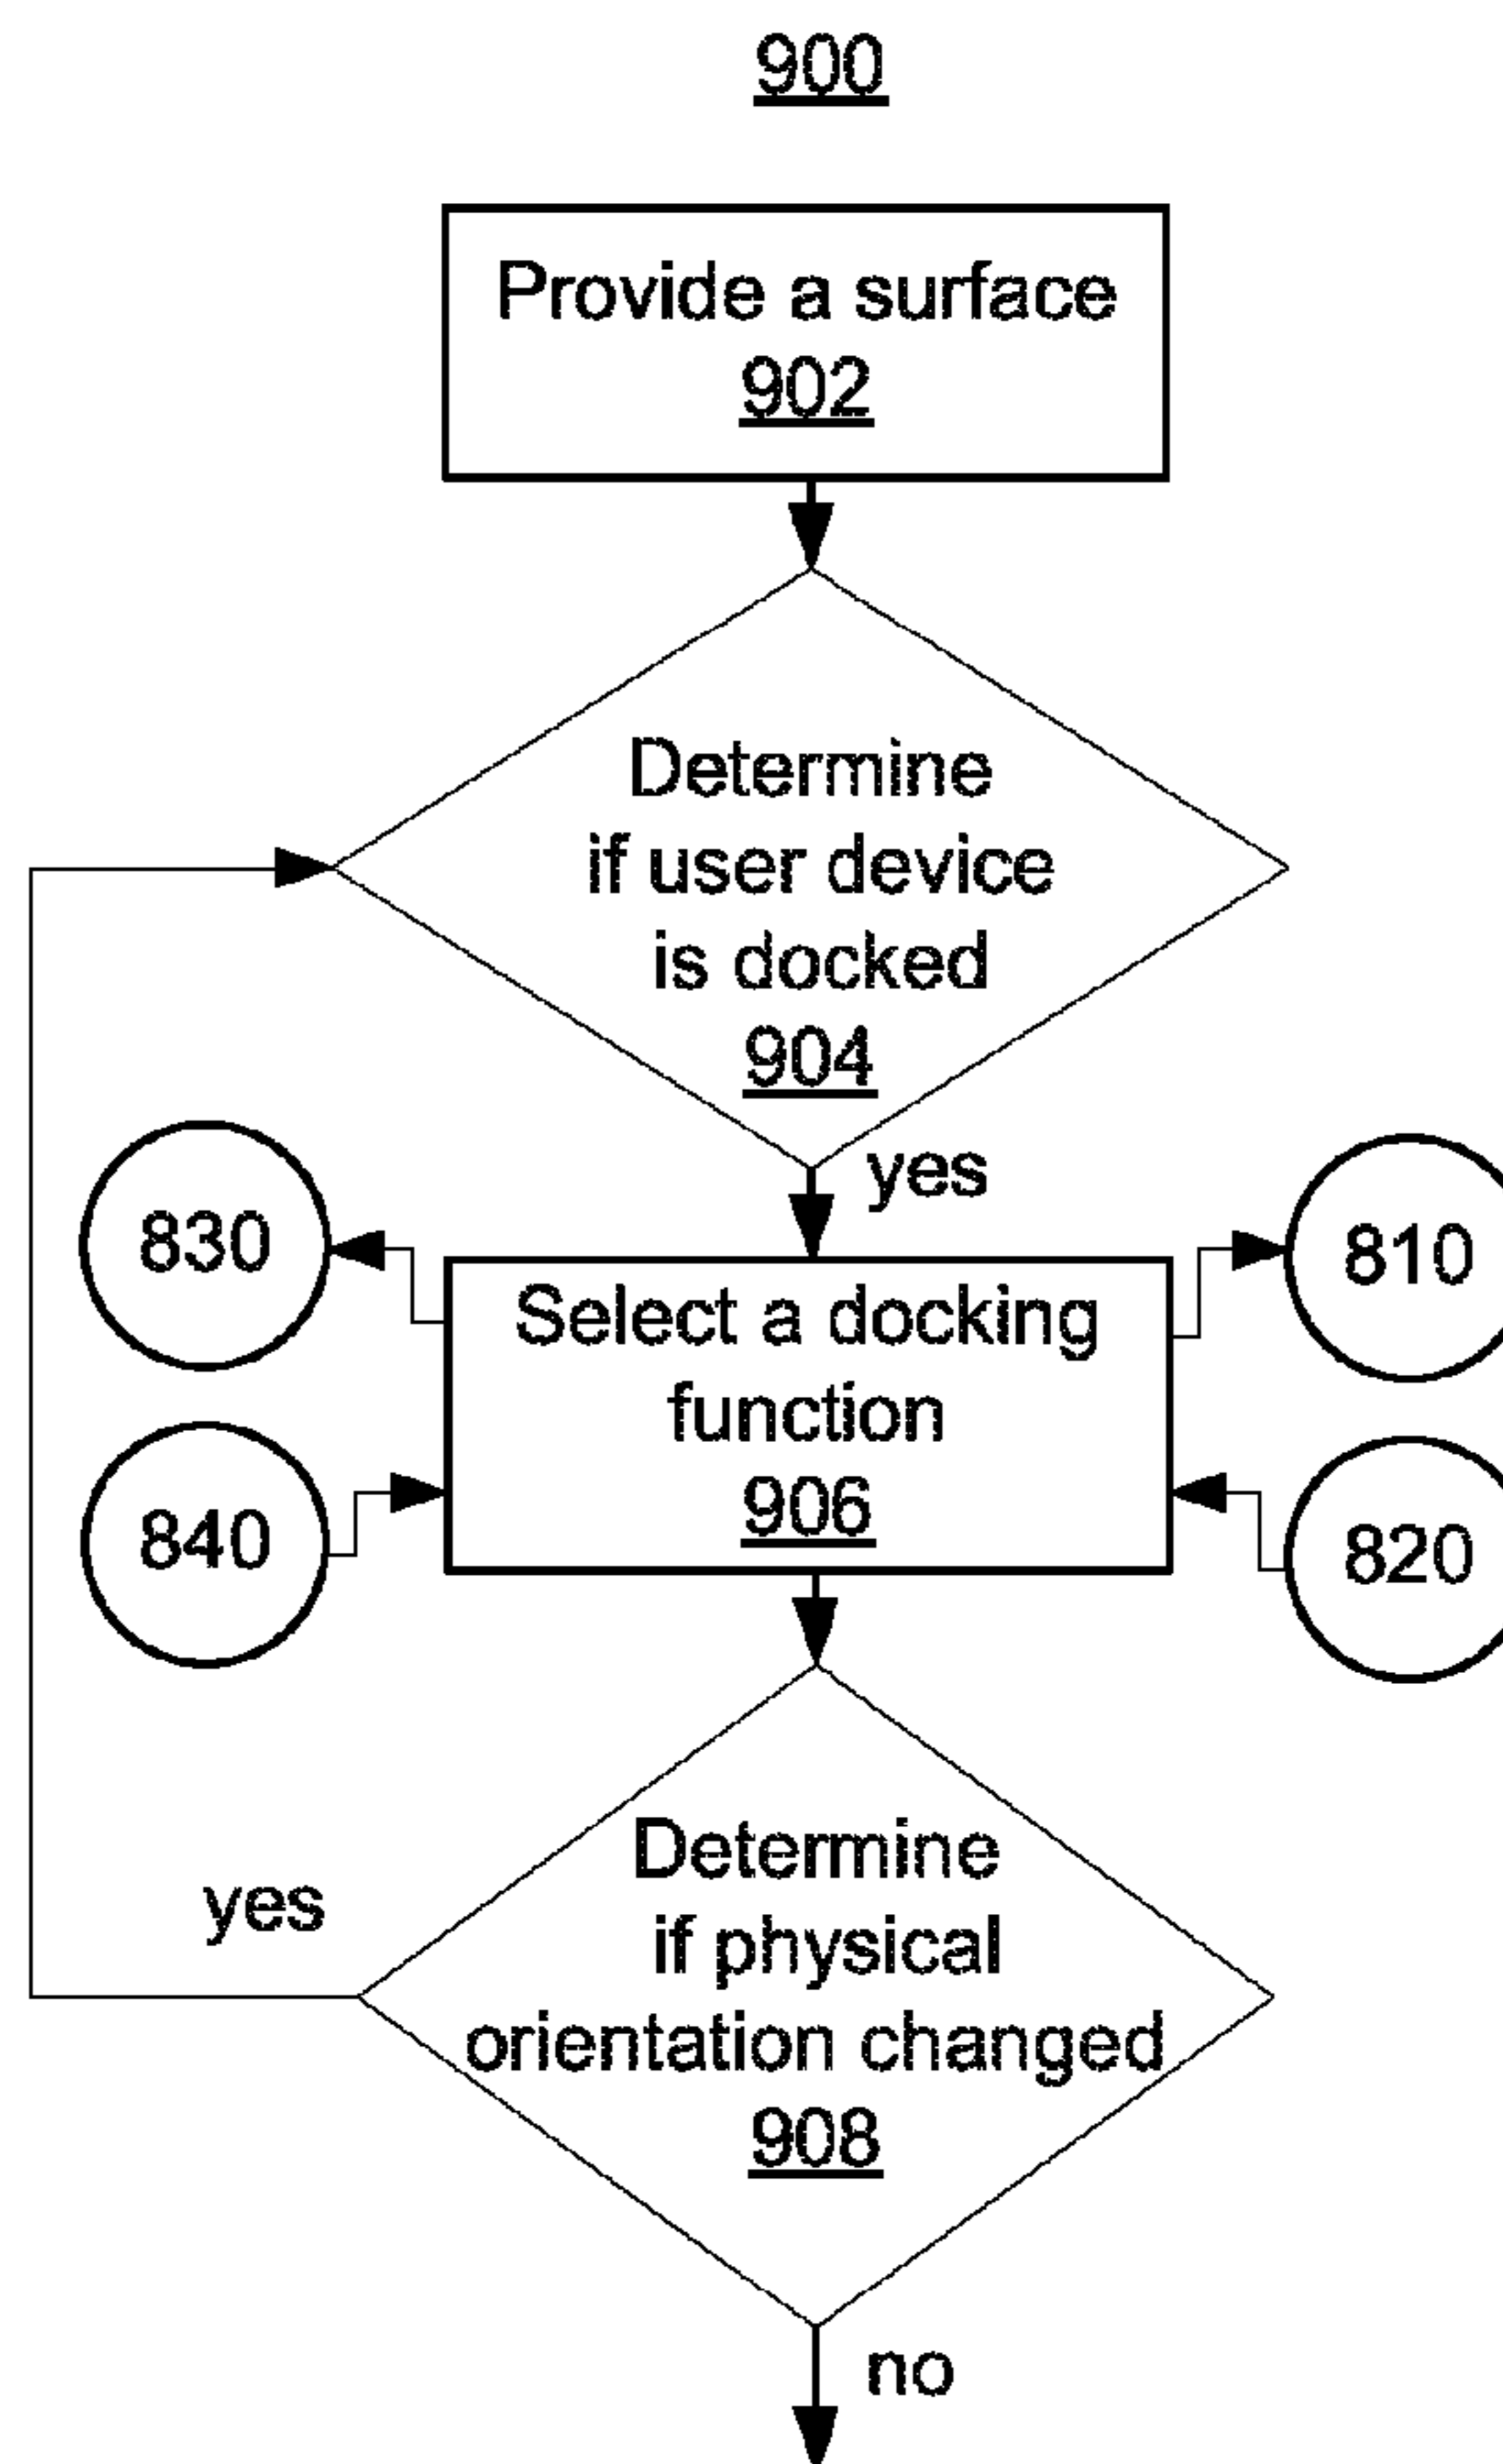 900
Provide a surface
902
Determine
if user device
is docked
904
yes
830
810
Select a docking
function
906
840
820
Determine
if physical
orientation changed
908
yes
no